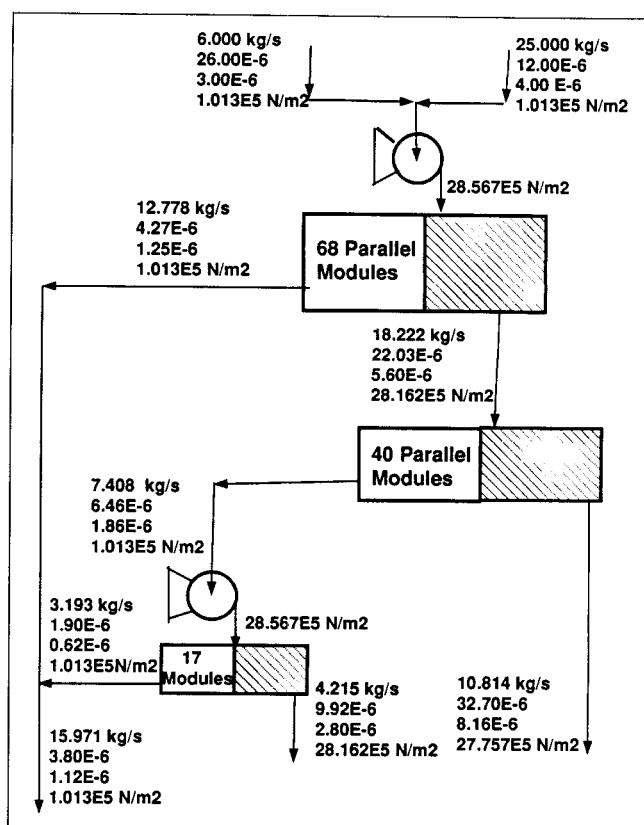 6.000 kg/s
26.00E-6
3.00E-6
1.013E5 N/m2
25.000 kg/s
12.00E-6
4.00 E-6
1.013E5 N/m2
28.567E5 N/m2
12.778 kg/s
4.27E-6
1.25E-6
1.013E5 N/m2
68 Parallel
Modules
18.222 kg/s
22.03E-6
5.60E-6
28.162E5 N/m2
40 Parallel
Modules
7.408 kg/s
6.46E-6
1.86E-6
1.013E5 N/m2
28.567E5 N/m2
3.193 kg/s
1.90E-6
0.62E-6
1.013E5N/m2
17
Modules
4.215 kg/s
9.92E-6
2.80E-6
28.162E5 N/m2
10.814 kg/s
32.70E-6
8.16E-6
27.757E5 N/m2
15.971 kg/s
3.80E-6
1.12E-6
1.013E5 N/m2